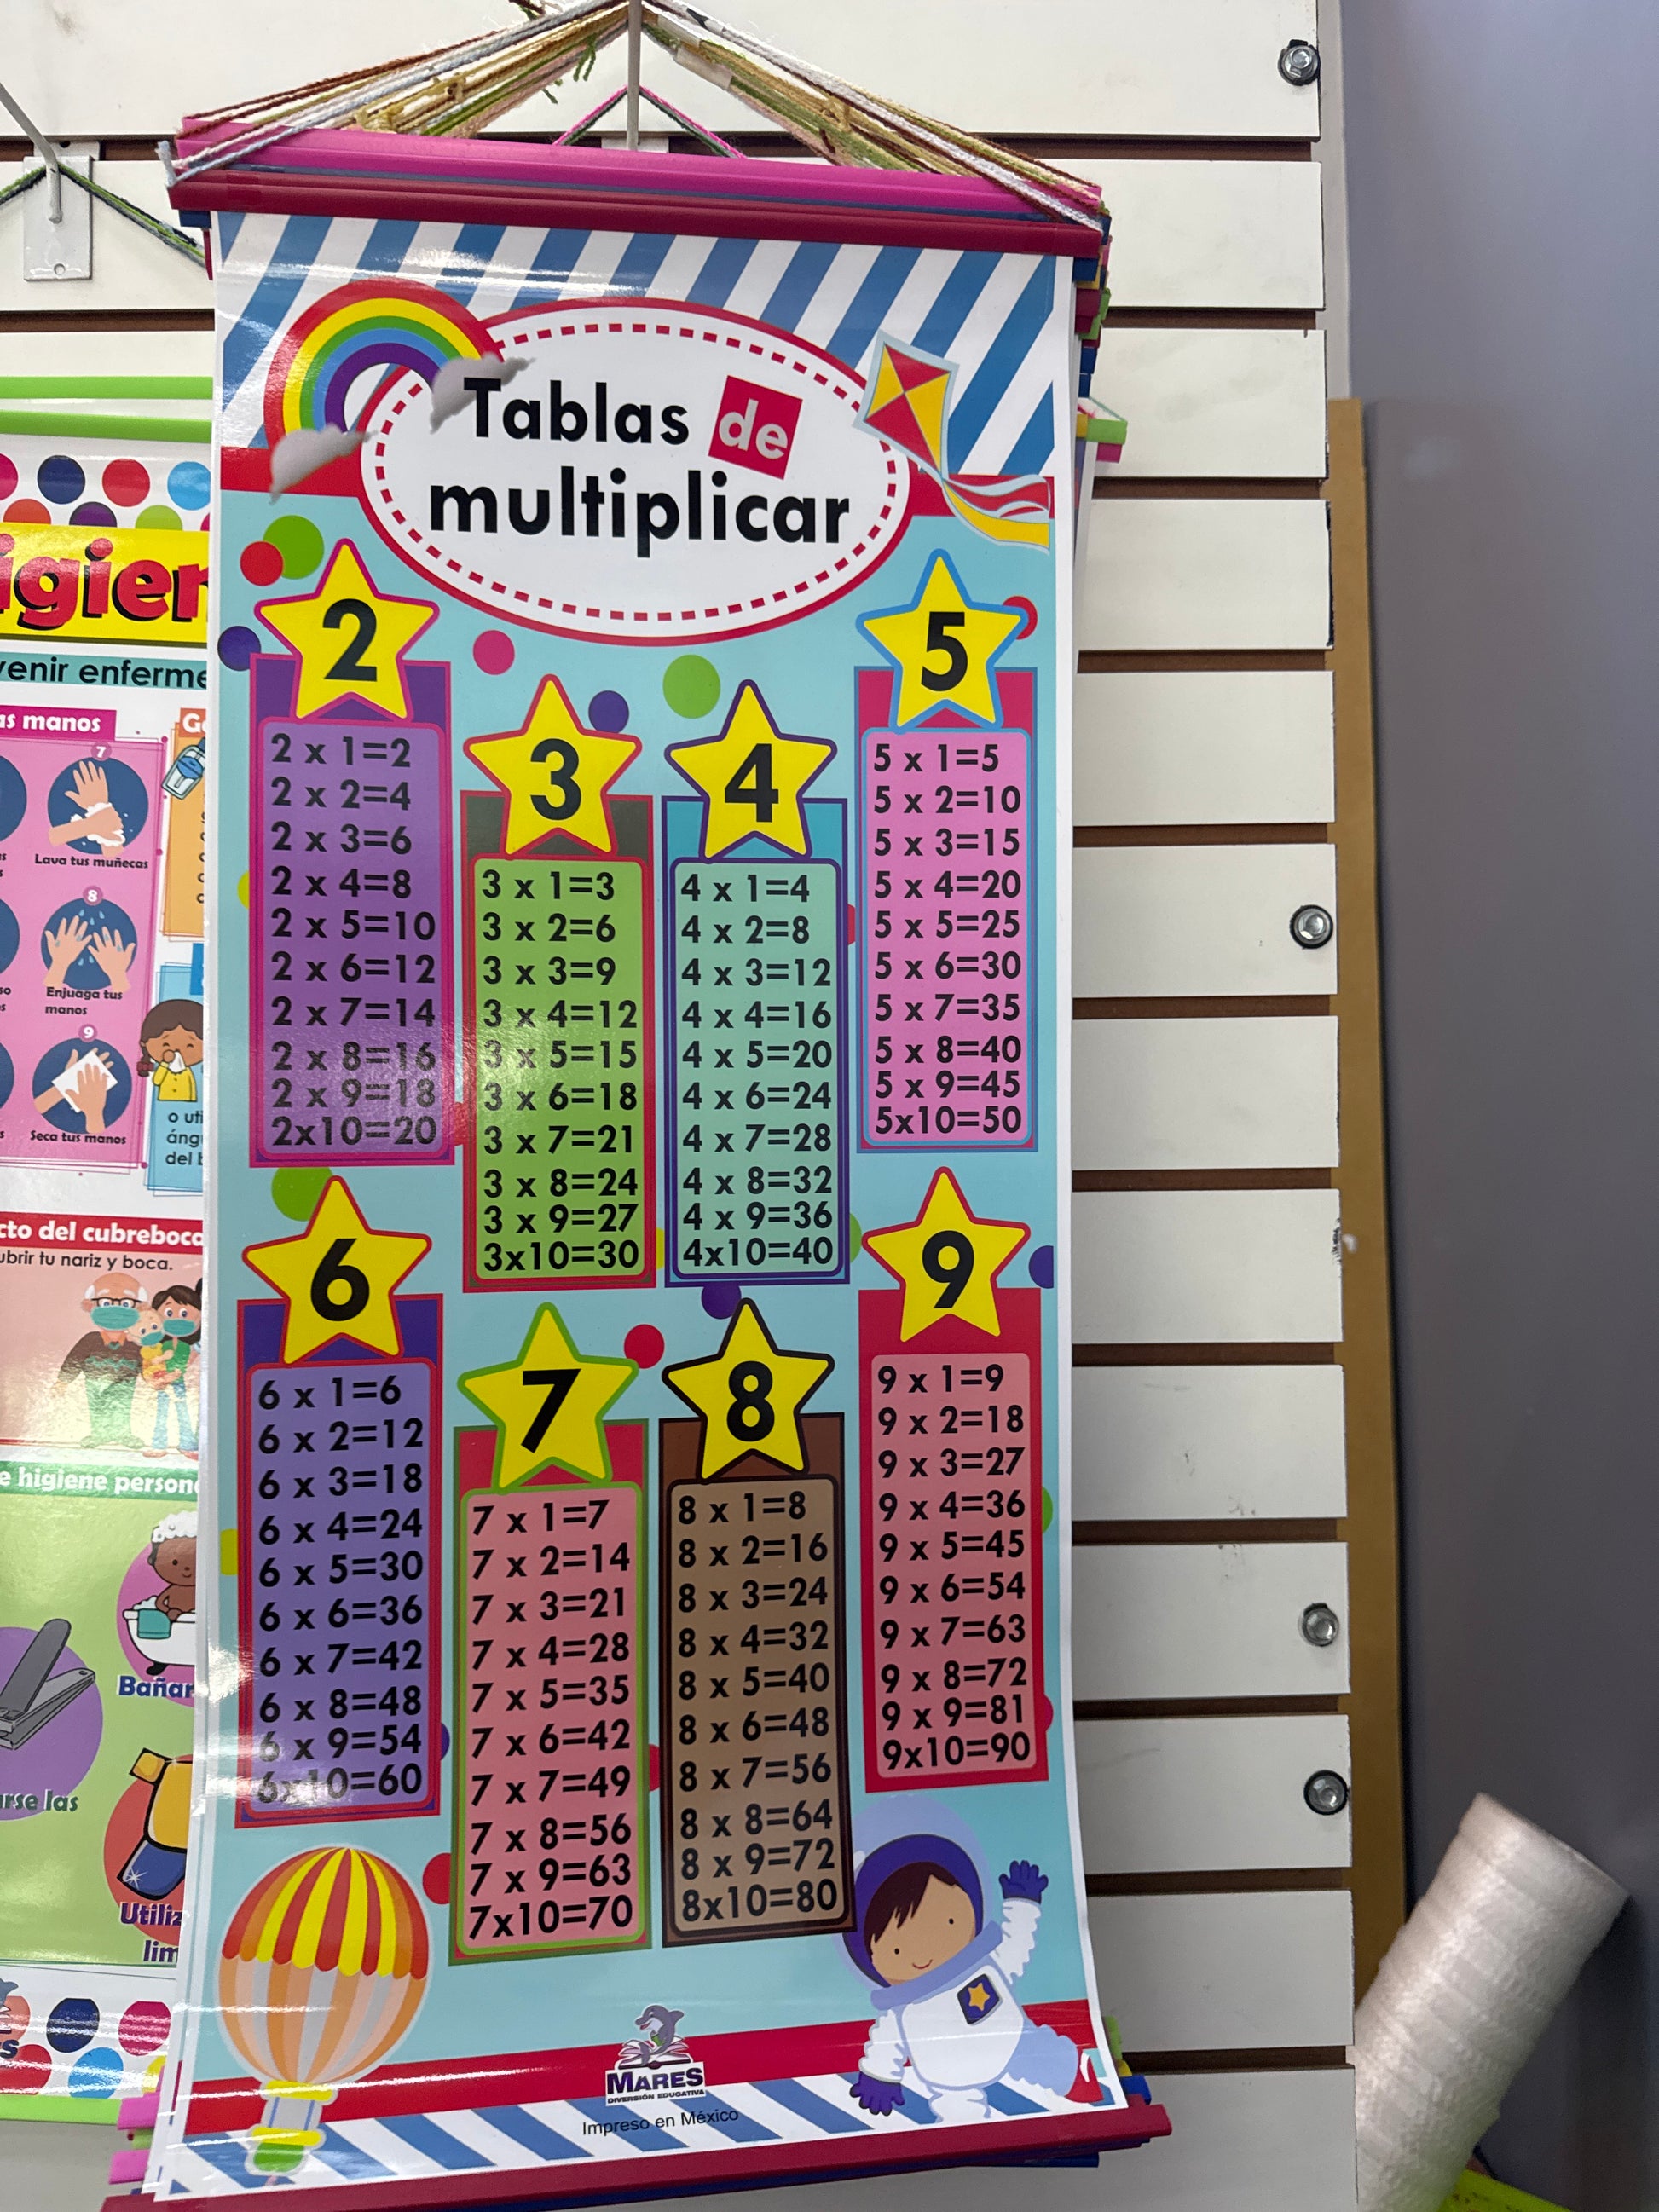 Tablas de
multiplicar
2
2 x 1=2
2 x 2=4
2 x 3=6
2 x 4=8
2 x 5=10
2 x 6=12
2 x 7=14
2 x 8=16
2 x 9=18
2x10=20
3
3 x 1=3
3 x 2=6
3 x 3=9
3 x 4=12
3 x 5=15
3 x 6=18
3 x 7=21
3 x 8=24
3 x 9=27
3x10=30
4
4 x 1=4
4 x 2=8
4 x 3=12
4 x 4=16
4 x 5=20
4 x 6=24
4 x 7=28
4 x 8=32
4 x 9=36
4x10=40
5
5 x 1=5
5 x 2=10
5 x 3=15
5 x 4=20
5 x 5=25
5 x 6=30
5 x 7=35
5 x 8=40
5 x 9=45
5x10=50
6
6 x 1=6
6 x 2=12
6 x 3=18
6 x 4=24
6 x 5=30
6 x 6=36
6 x 7=42
6 x 8=48
6 x 9=54
6x10=60
7
7 x 1=7
7 x 2=14
7 x 3=21
7 x 4=28
7 x 5=35
7 x 6=42
7 x 7=49
7 x 8=56
7 x 9=63
7x10=70
8
8 x 1=8
8 x 2=16
8 x 3=24
8 x 4=32
8 x 5=40
8 x 6=48
8 x 7=56
8 x 8=64
8 x 9=72
8x10=80
9
9 x 1=9
9 x 2=18
9 x 3=27
9 x 4=36
9 x 5=45
9 x 6=54
9 x 7=63
9 x 8=72
9 x 9=81
9x10=90
MARES
DIVERSIÓN EDUCATIVA
Impreso en México
igien
venir enferme
as manos
7
Lava tus muñecas
8
Enjuaga tus
manos
9
Seca tus manos
o uti
áng
del b
cto del cubreboca
ubrir tu nariz y boca.
e higiene person
Bañar
rse las
Utiliz
lim